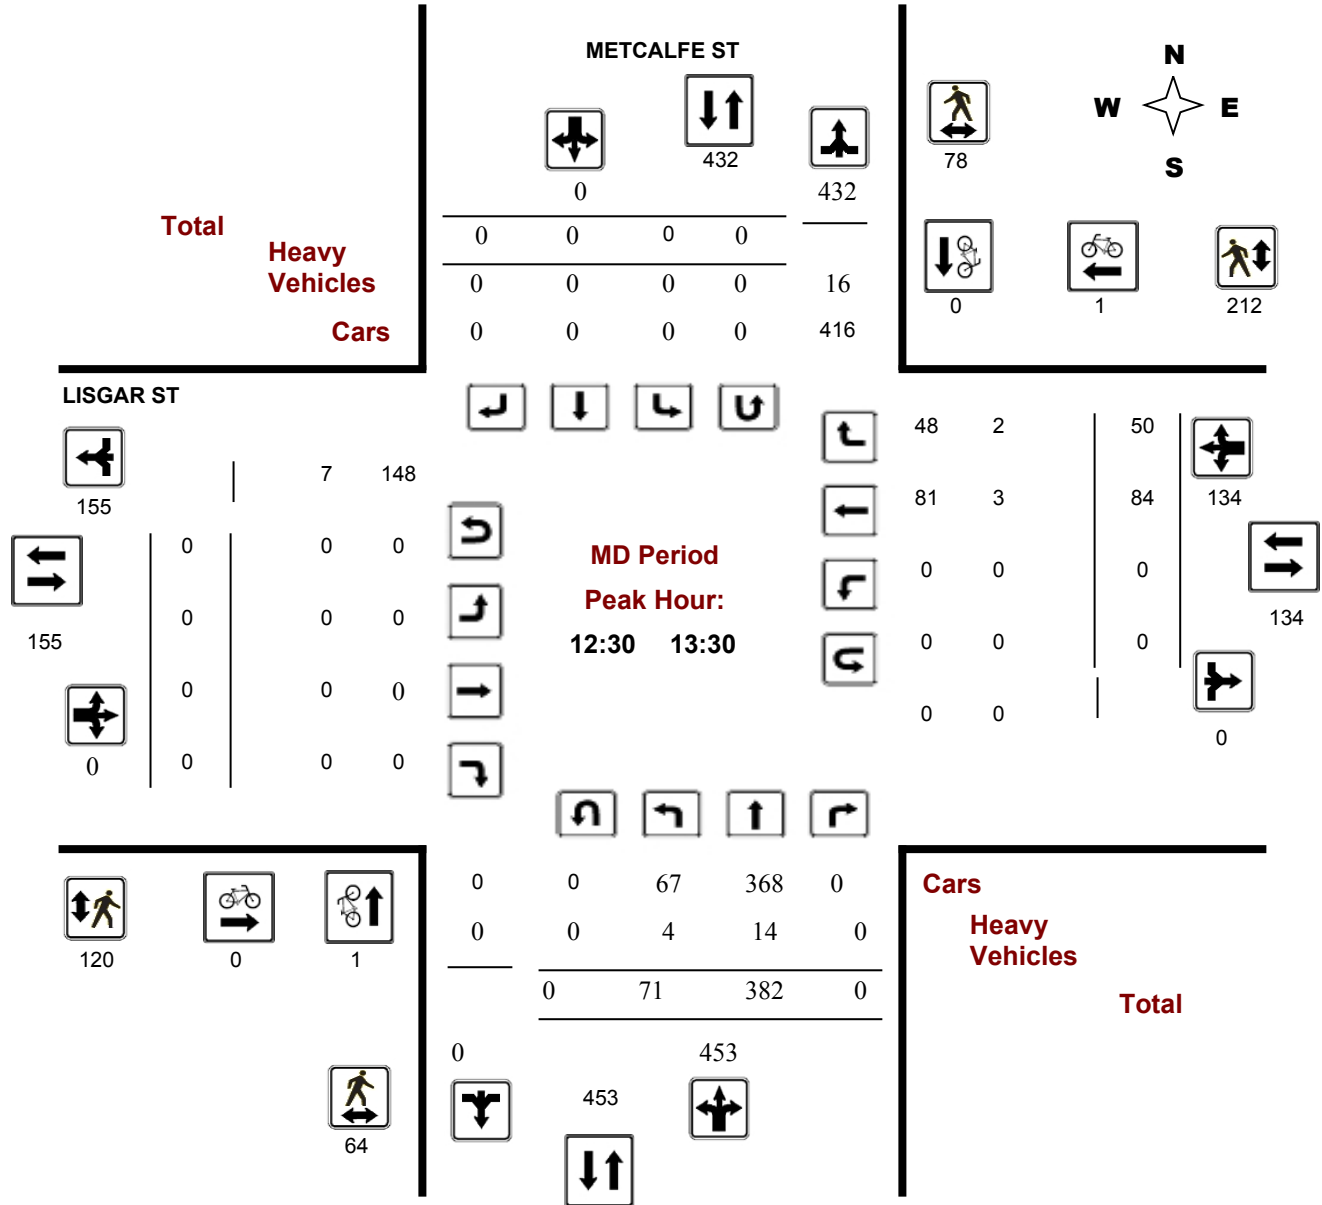 METCALFE ST
N
W E
S
432
78
0 432
Total
0 0 0 0
Heavy
Vehicles
0 0 0 0 16
0 1 212
Cars
0 0 0 0 416
LISGAR ST
48 2 50
7 148
155
81 3 84 134
0 0 0
MD Period
0 0 0
Peak Hour:
0 0 0
134
155
12:30 13:30
0 0 0
0 0 0
0 0
0
0 0 0 0
0 0 67 368 0
Cars
0 0 4 14 0
Heavy
Vehicles
120 0 1
0 71 382 0
Total
0 453
453
64